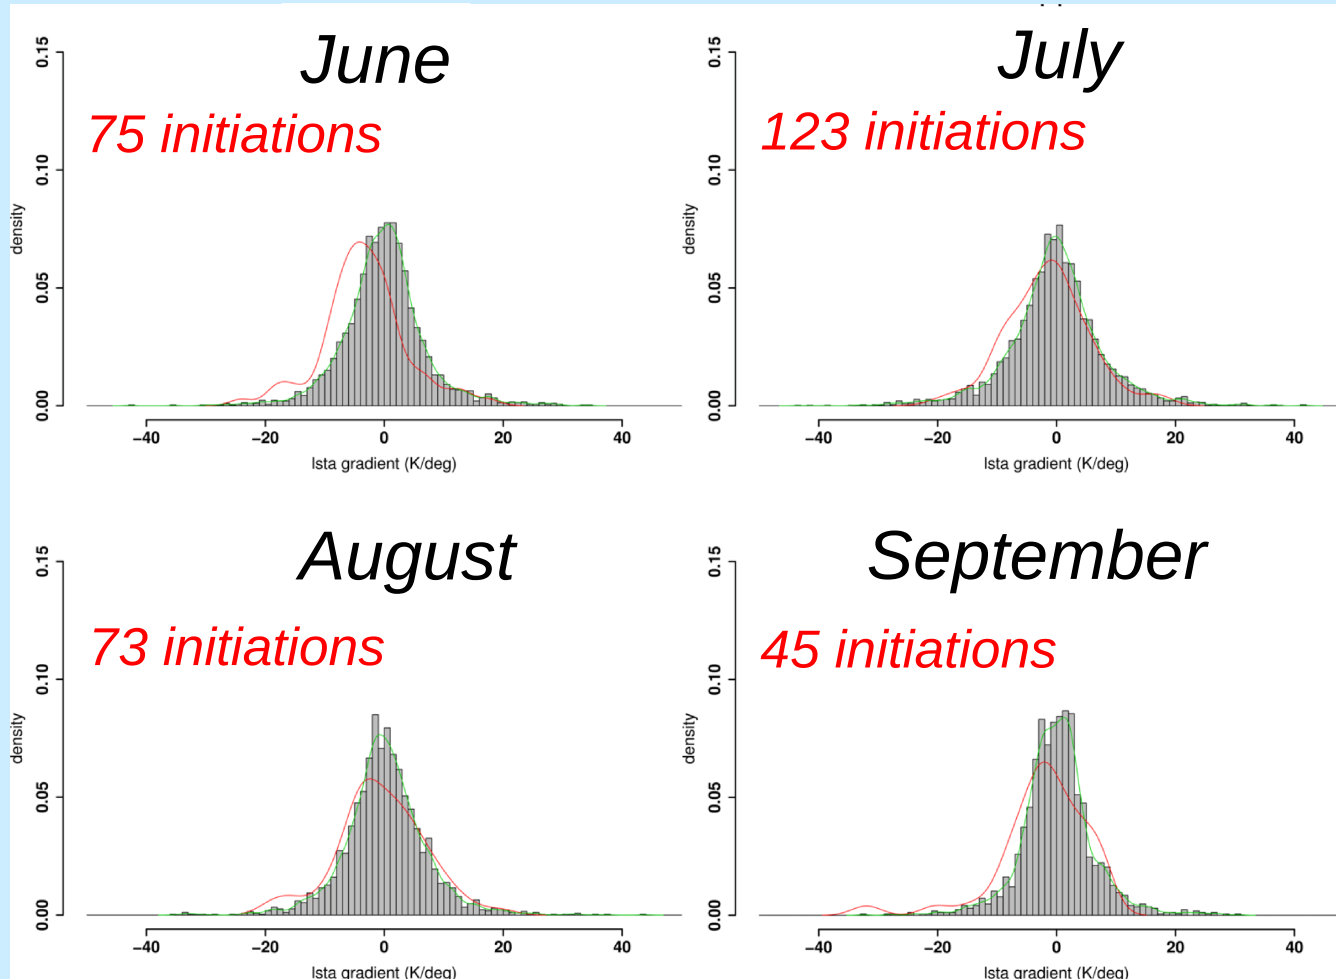 June
75 initiations
0.15
0.10
0.05
0.00
density
−40 −20 0 20 40
lsta gradient (K/deg)
July
123 initiations
0.15
0.10
0.05
0.00
density
−40 −20 0 20 40
lsta gradient (K/deg)
August
73 initiations
0.15
0.10
0.05
0.00
density
−40 −20 0 20 40
lsta gradient (K/deg)
September
45 initiations
0.15
0.10
0.05
0.00
density
−40 −20 0 20 40
lsta gradient (K/deg)